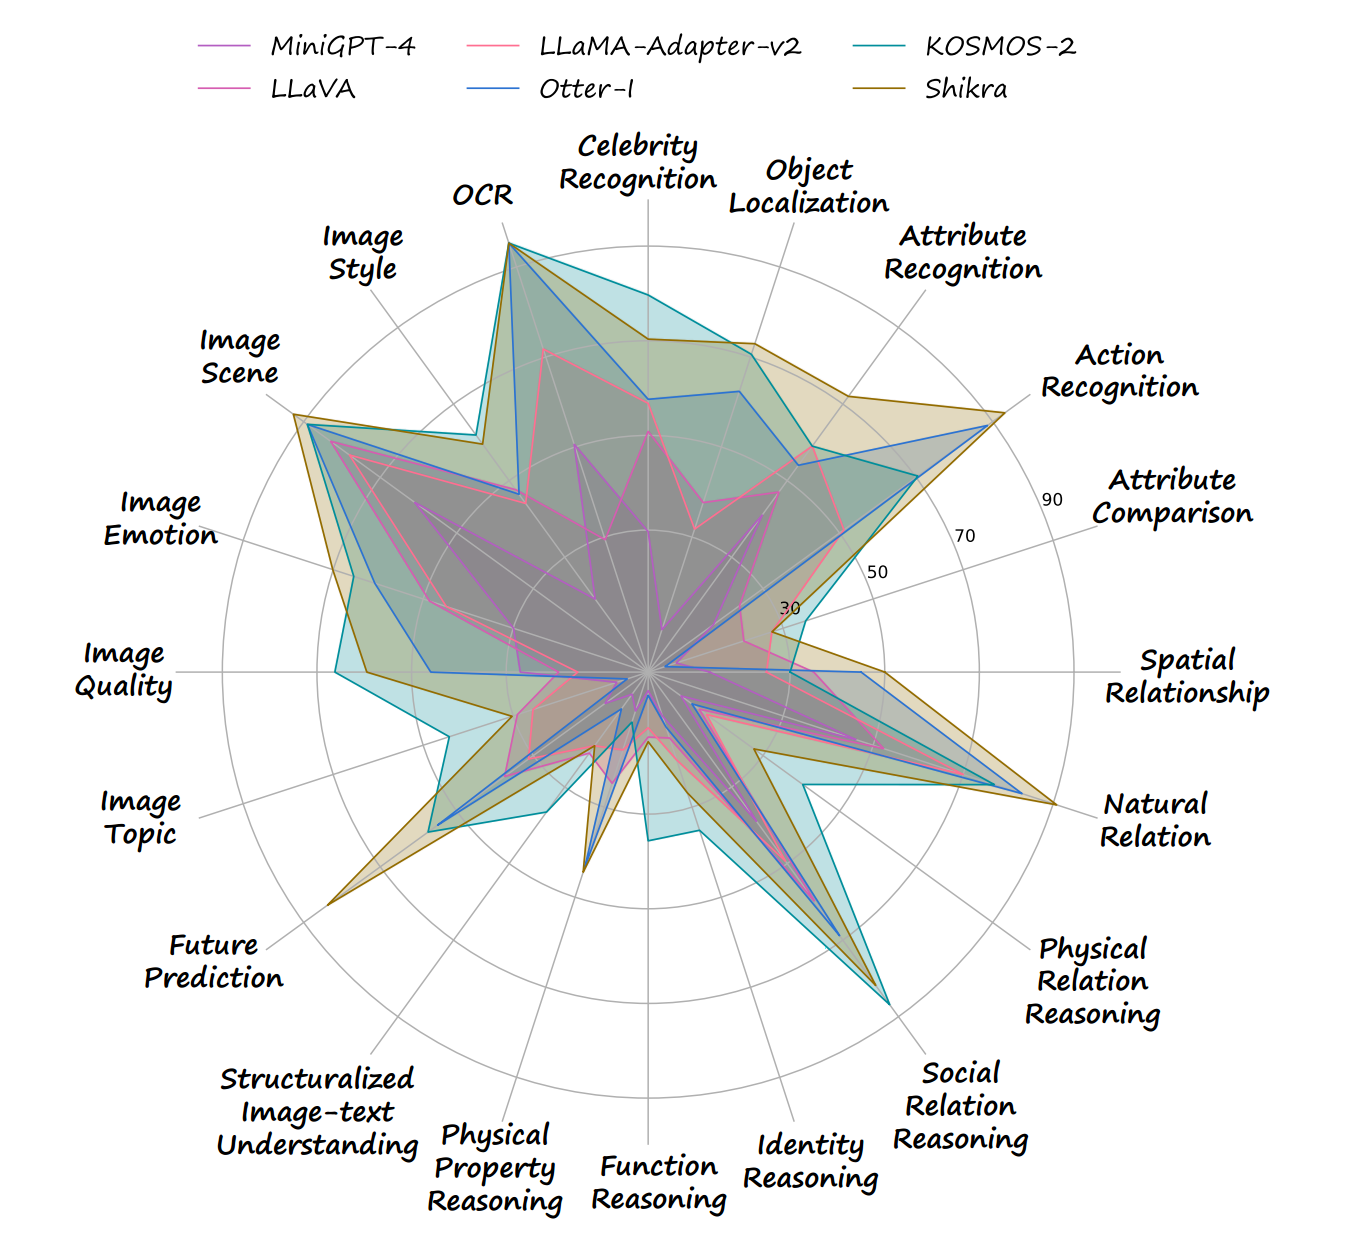 MiniGPT-4
LLaMA-Adapter-v2
KOSMOS-2
LLaVA
Otter-I
Shikra
Celebrity
Recognition
Object
Localization
OCR
Attribute
Recognition
Image
Style
Image
Scene
Action
Recognition
Attribute
Comparison
Image
Emotion
90
70
50
30
Image
Quality
Spatial
Relationship
Image
Topic
Natural
Relation
Future
Prediction
Physical
Relation
Reasoning
Structuralized
Image-text
Understanding
Social
Relation
Reasoning
Physical
Property
Reasoning
Function
Reasoning
Identity
Reasoning